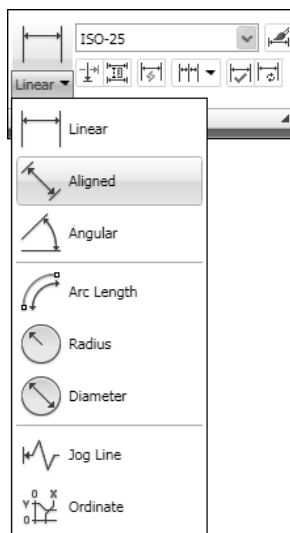 ISO-25
Linear
Linear
Aligned
Angular
Arc Length
Radius
Diameter
Jog Line
Ordinate